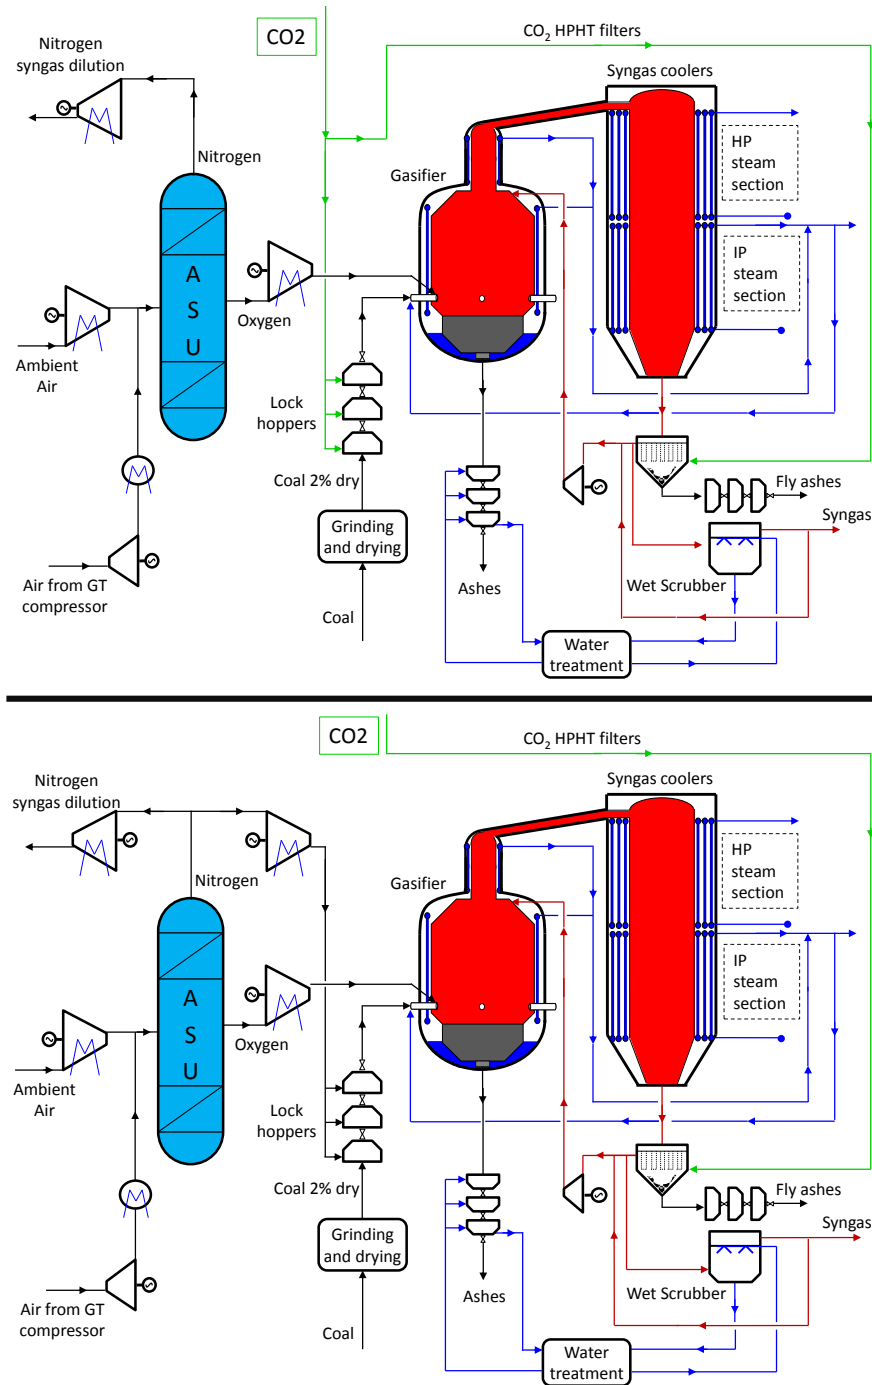 CO2
CO₂ HPHT filters
Nitrogen
syngas dilution
Syngas coolers
Nitrogen
Gasifier
HP
steam
section
A
S
U
IP
steam
section
Oxygen
Ambient
Air
Lock
hoppers
Coal 2% dry
Grinding
and drying
Fly ashes
Syngas
Air from GT
compressor
Ashes
Wet Scrubber
Coal
Water
treatment
CO2
CO₂ HPHT filters
Nitrogen
syngas dilution
Syngas coolers
Nitrogen
Gasifier
HP
steam
section
A
S
U
IP
steam
section
Oxygen
Ambient
Air
Lock
hoppers
Coal 2% dry
Grinding
and drying
Fly ashes
Syngas
Air from GT
compressor
Ashes
Wet Scrubber
Coal
Water
treatment